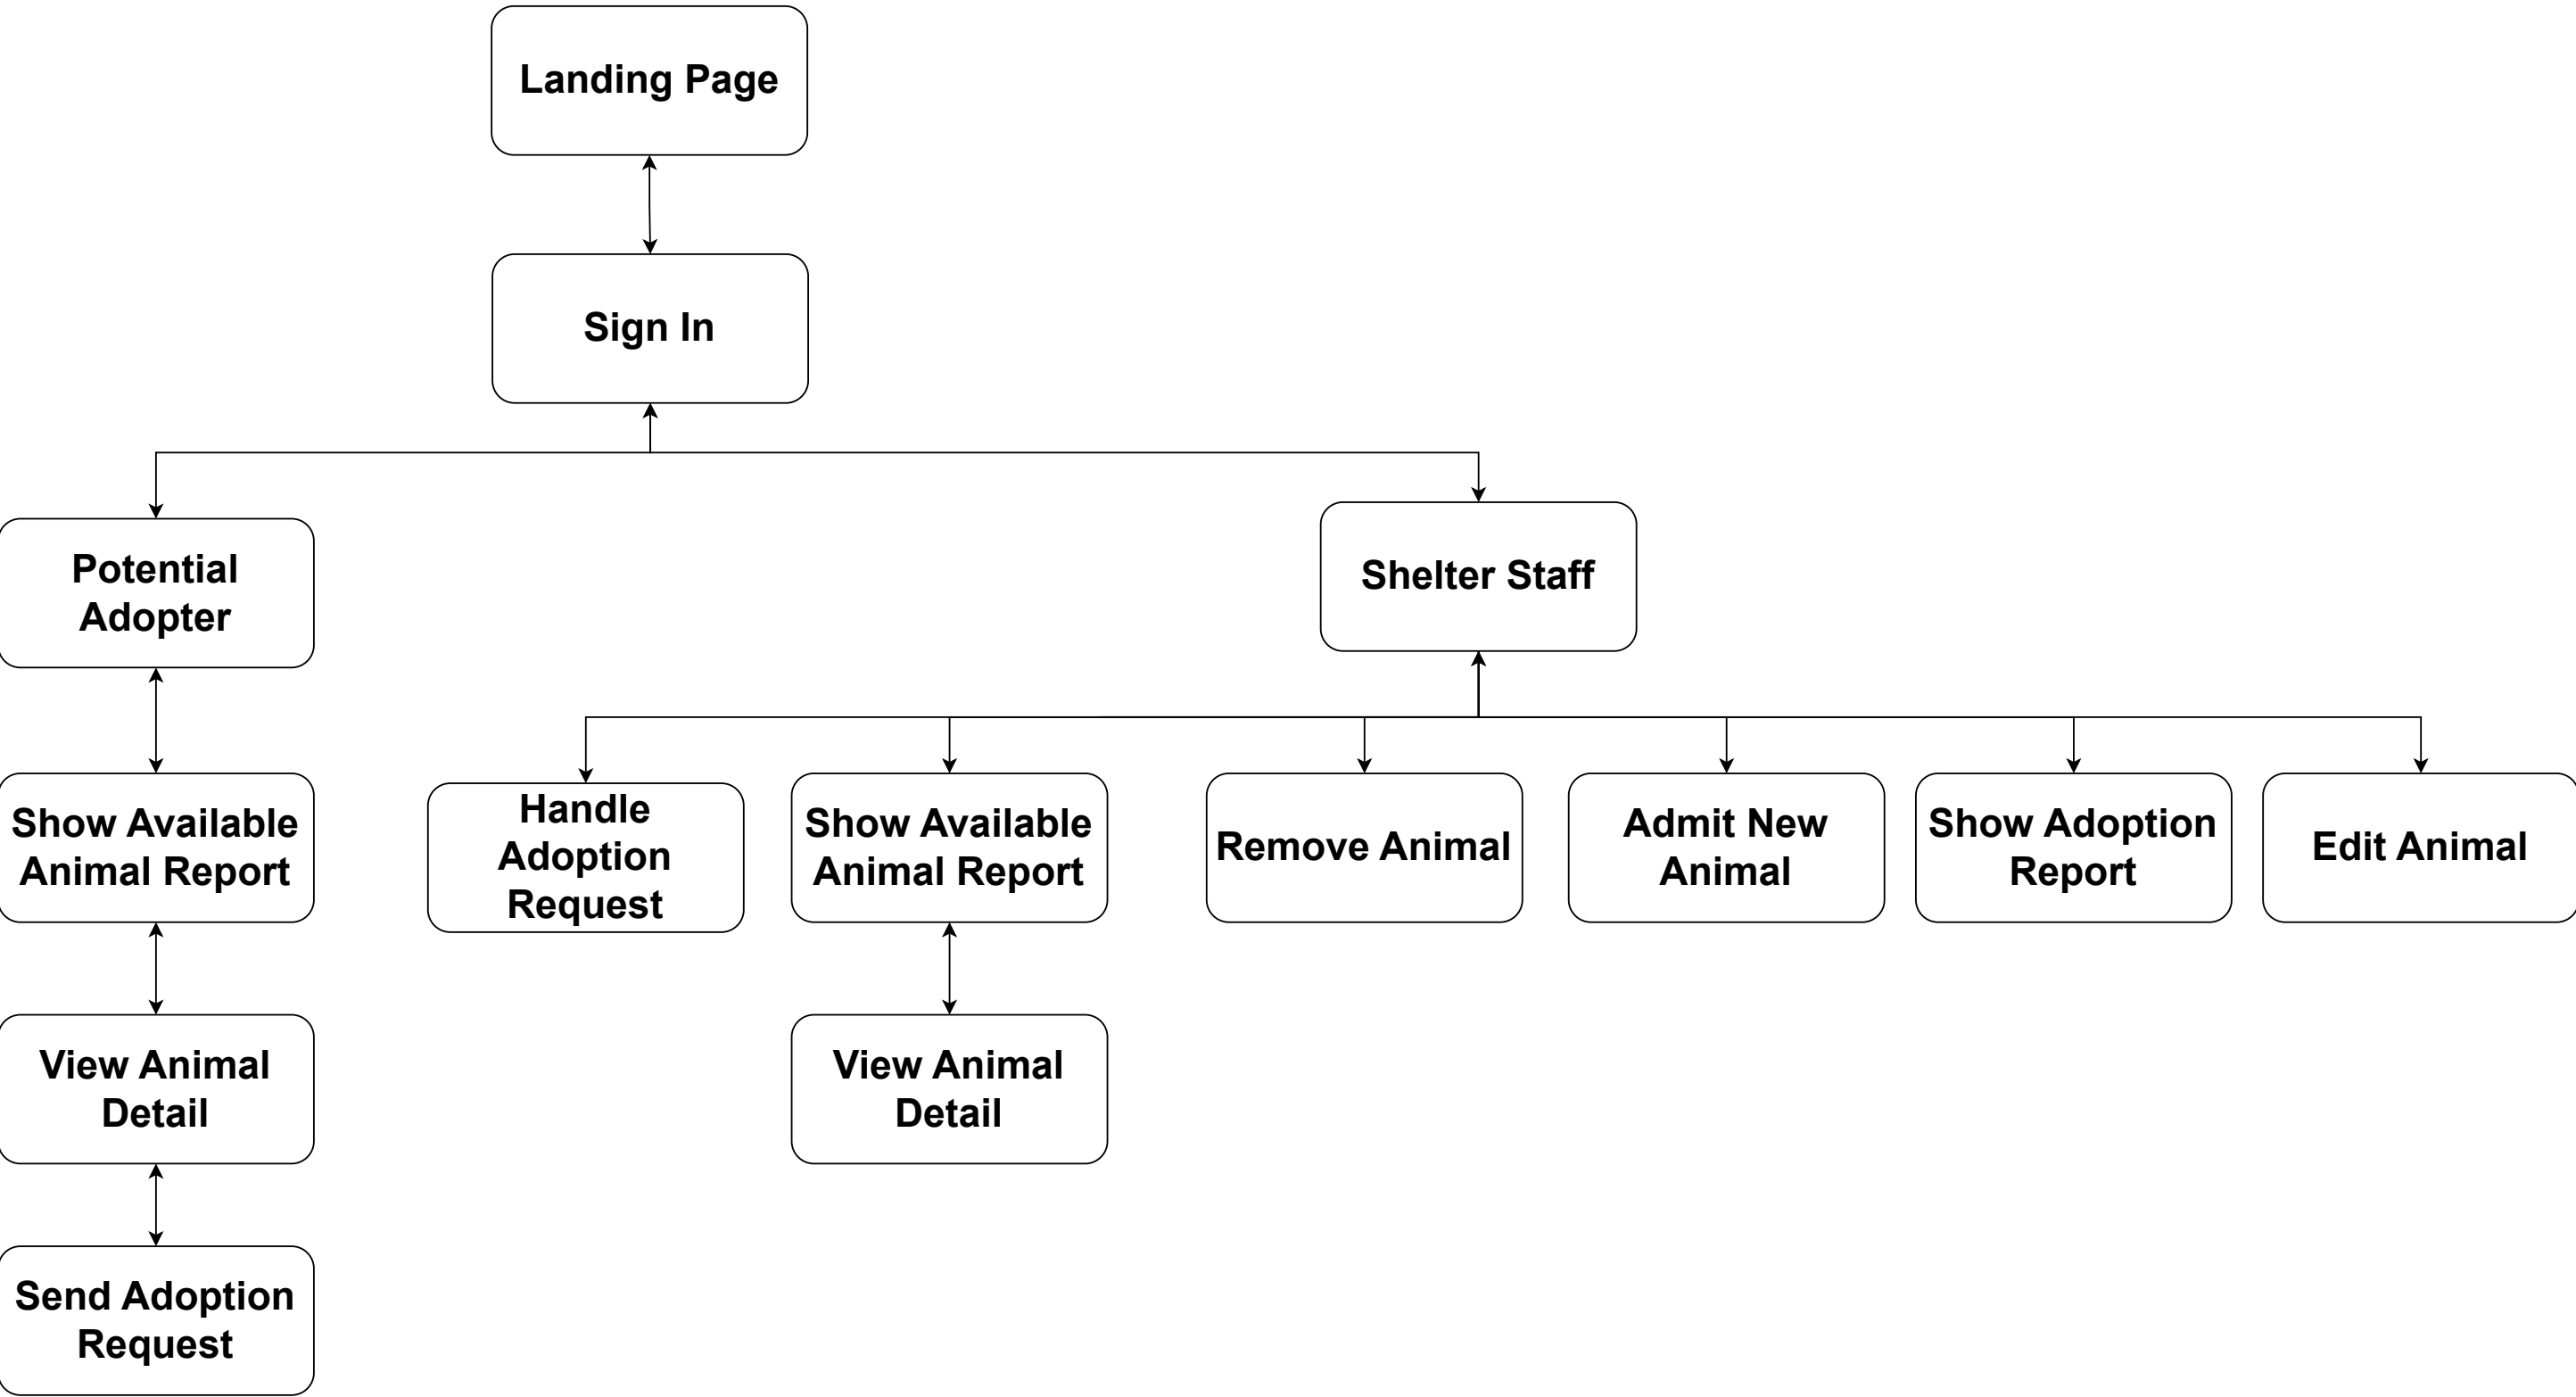 Landing Page
Sign In
Potential
Adopter
Shelter Staff
Show Available
Animal Report
Handle
Adoption
Request
Show Available
Animal Report
Remove Animal
Admit New
Animal
Show Adoption
Report
Edit Animal
View Animal
Detail
View Animal
Detail
Send Adoption
Request